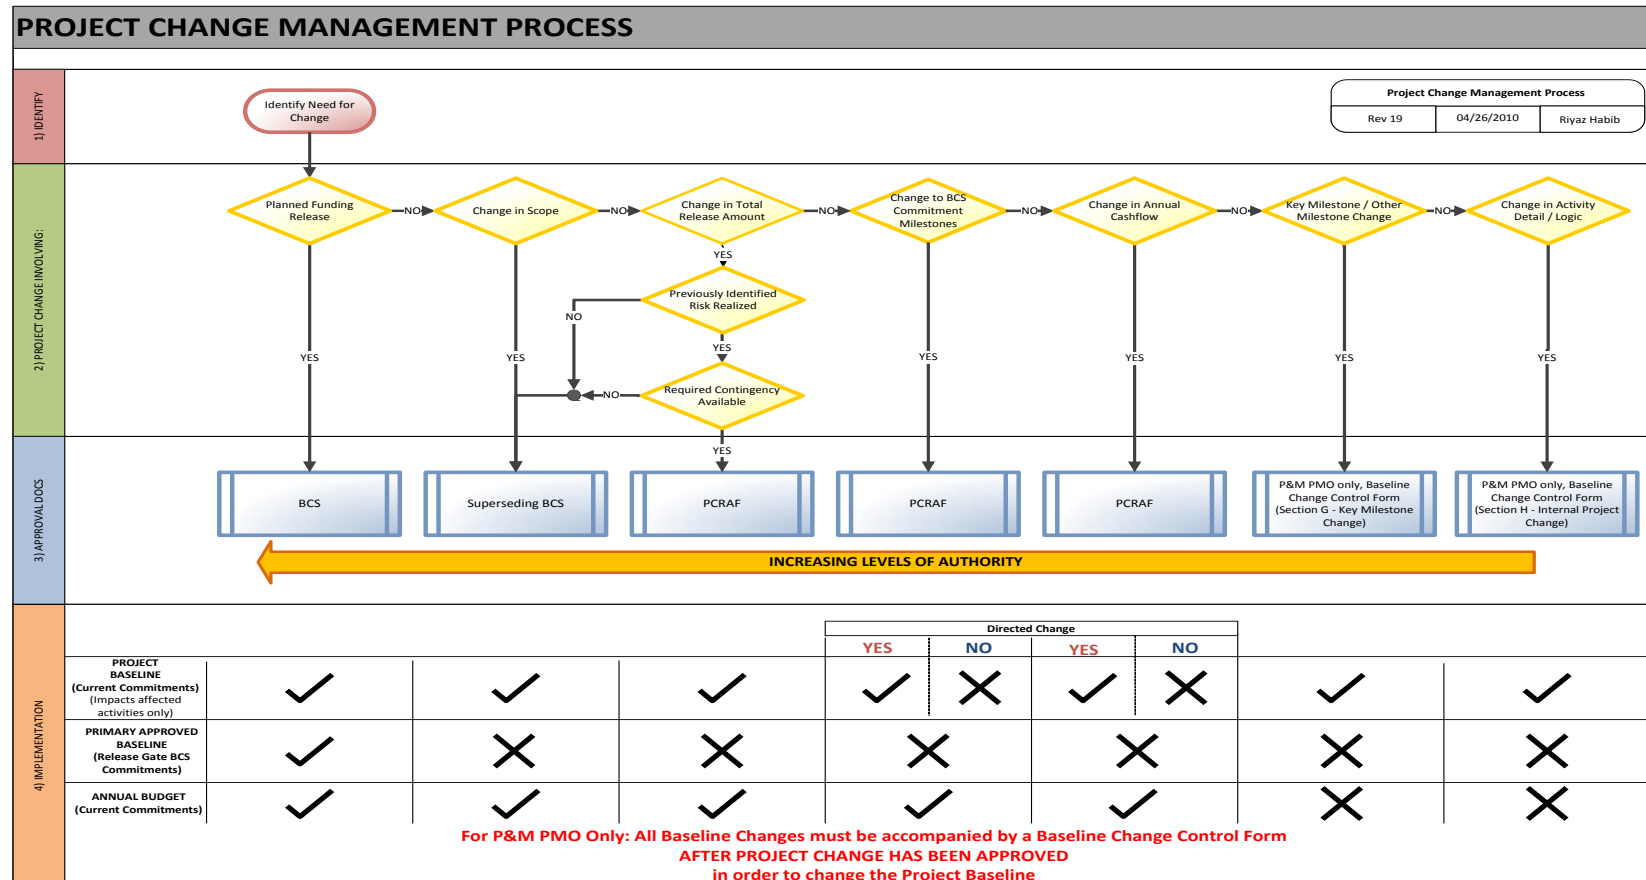 PROJECT CHANGE MANAGEMENT PROCESS
1) IDENTIFY
Identify Need for
Change
Project Change Management Process
Rev 19
04/26/2010
Riyaz Habib
2) PROJECT CHANGE INVOLVING:
Planned Funding
Release
NO
Change in Scope
NO
Change in Total
Release Amount
NO
Change to BCS
Commitment
Milestones
NO
Change in Annual
Cashflow
NO
Key Milestone / Other
Milestone Change
NO
Change in Activity
Detail / Logic
YES
Previously Identified
Risk Realized
NO
YES
YES
YES
YES
YES
YES
YES
YES
Required Contingency
Available
NO
YES
3) APPROVALDOCS
BCS
Superseding BCS
PCRAF
PCRAF
PCRAF
P&M PMO only, Baseline
Change Control Form
(Section G - Key Milestone
Change)
P&M PMO only, Baseline
Change Control Form
(Section H - Internal Project
Change)
INCREASING LEVELS OF AUTHORITY
4) IMPLEMENTATION
Directed Change
YES
NO
YES
NO
PROJECT
BASELINE
(Current Commitments)
(Impacts affected
activities only)
PRIMARY APPROVED
BASELINE
(Release Gate BCS
Commitments)
ANNUAL BUDGET
(Current Commitments)
For P&M PMO Only: All Baseline Changes must be accompanied by a Baseline Change Control Form
AFTER PROJECT CHANGE HAS BEEN APPROVED
in order to change the Project Baseline